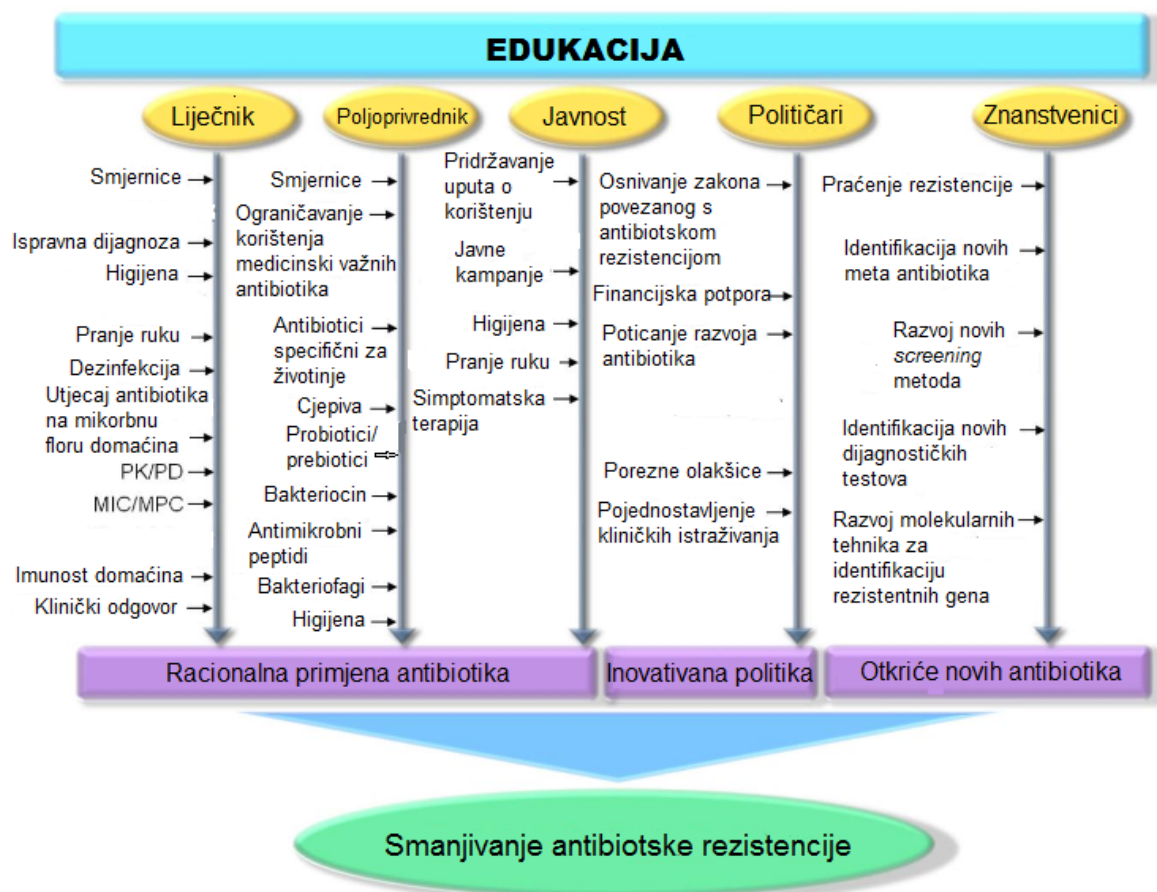 EDUKACIJA
Liječnik
Poljoprivrednik
Javnost
Političari
Znanstvenici
Smjernice
Ispravna dijagnoza
Higijena
Pranje ruku
Dezinfekcija
Utjecaj antibiotika
na mikorbnu
floru domaćina
PK/PD
MIC/MPC
Imunost domaćina
Klinički odgovor
Smjernice
Ograničavanje
korištenja
medicinski važnih
antibiotika
Antibiotici
specifični za
životinje
Cjepiva
Probiotici/
prebiotici
Bakteriocin
Antimikrobni
peptidi
Bakteriofagi
Higijena
Pridržavanje
uputa o
korištenju
Javne
kampanje
Higijena
Pranje ruku
Simptomatska
terapija
Osnivanje zakona
povezanog s
antibiotskom
rezistencijom
Financijska potpora
Poticanje razvoja
antibiotika
Porezne olakšice
Pojednostavljenje
kliničkih istraživanja
Praćenje rezistencije
Identifikacija novih
meta antibiotika
Razvoj novih
screening
metoda
Identifikacija novih
dijagnostičkih
testova
Razvoj molekularnih
tehnika za
identifikaciju
rezistentnih gena
Racionalna primjena antibiotika
Inovativana politika
Otkriće novih antibiotika
Smanjivanje antibiotske rezistencije